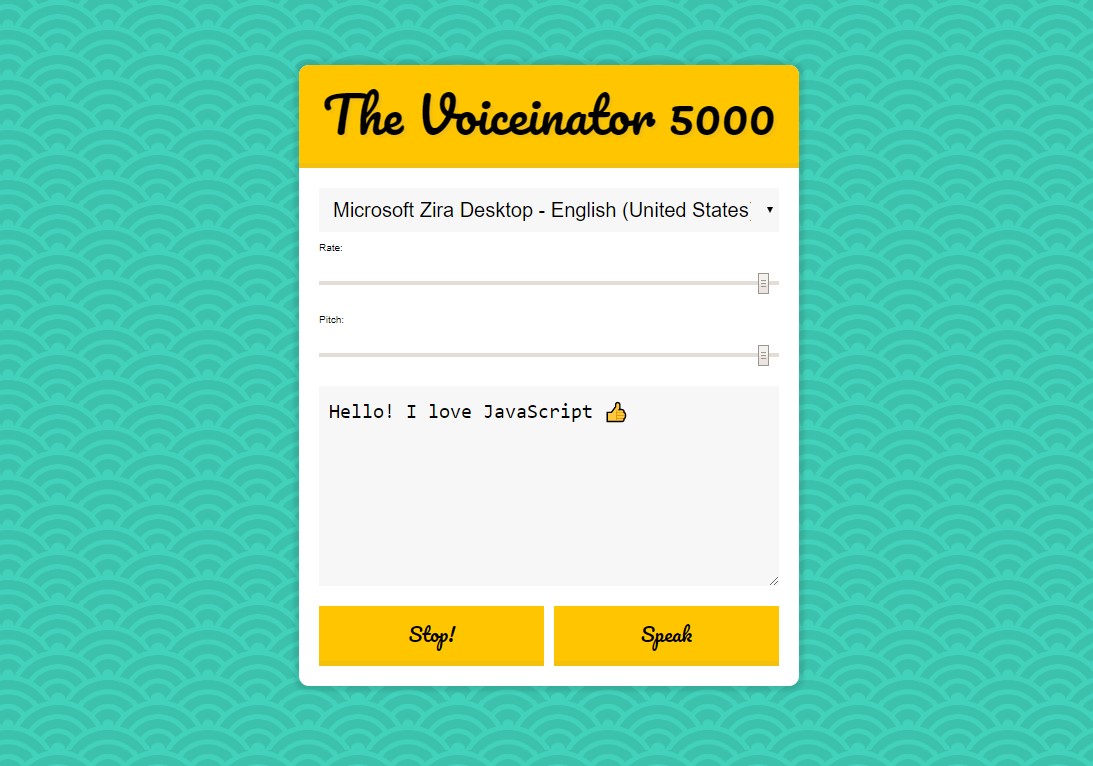 The Voiceinator 5000
Microsoft Zira Desktop - English (United States)
Rate:
Pitch:
Hello! I love JavaScript 👍
Stop!
Speak